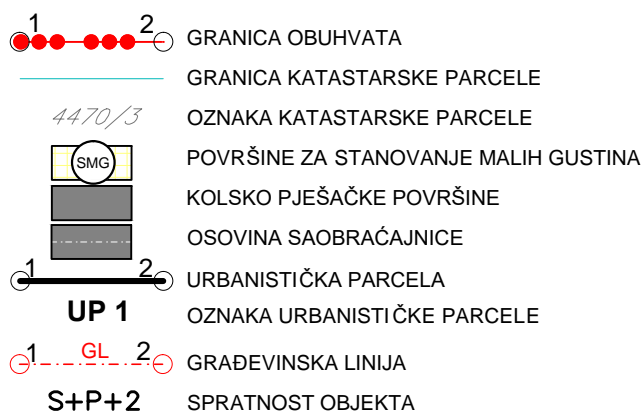 1 2 GRANICA OBUHVATA
GRANICA KATASTARSKE PARCELE
4470/3 OZNAKA KATASTARSKE PARCELE
SMG POVRŠINE ZA STANOVANJE MALIH GUSTINA
KOLSKO PJEŠAČKE POVRŠINE
OSOVINA SAOBRAĆAJNICE
1 2 URBANISTIČKA PARCELA
UP 1 OZNAKA URBANISTIČKE PARCELE
1 GL 2 GRAĐEVINSKA LINIJA
S+P+2 SPRATNOST OBJEKTA